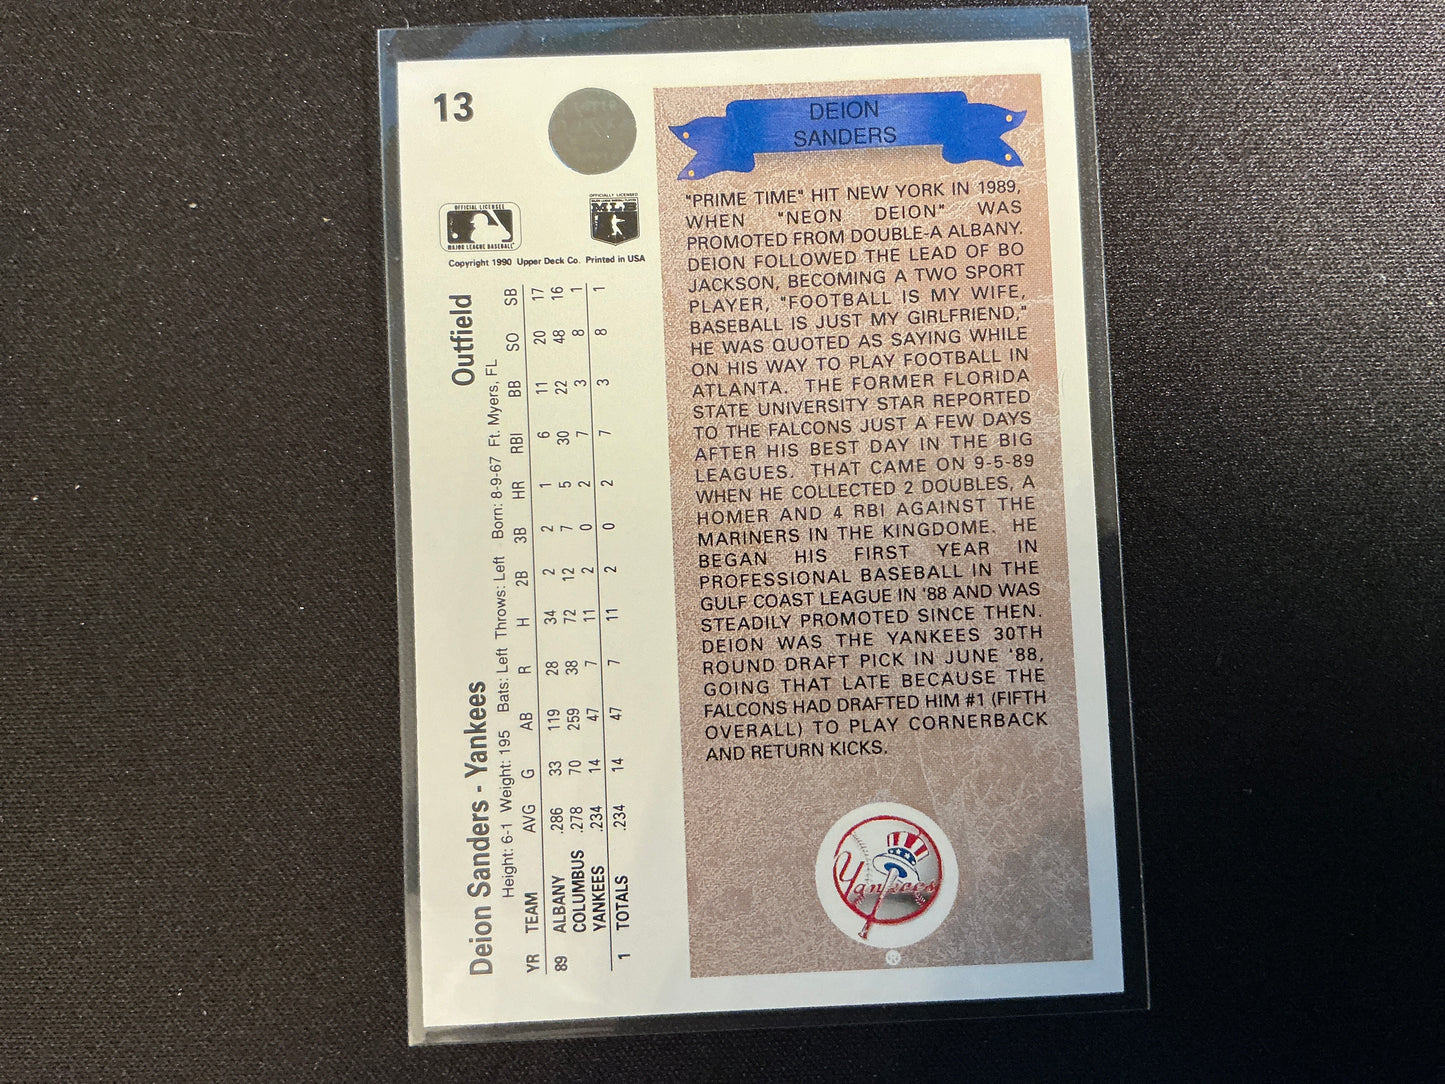 13
OFFICIAL LICENSEE
MAJOR LEAGUE BASEBALL
OFFICIALLY LICENSED
MLB
Copyright 1990 Upper Deck Co. Printed in USA
Deion Sanders - Yankees Outfield
Height: 6-1 Weight: 195 Bats: Left Throws: Left Born: 8-9-67 Ft. Myers, FL
YR TEAM AVG G AB R H 2B 3B HR RBI BB SO SB
89 ALBANY .286 33 119 28 34 2 2 1 6 11 20 17
COLUMBUS .278 70 259 38 72 12 7 5 30 22 48 16
YANKEES .234 14 47 7 11 2 0 2 7 3 8 1
1 TOTALS .234 14 47 7 11 2 0 2 7 3 8 1
DEION
SANDERS
"PRIME TIME" HIT NEW YORK IN 1989,
WHEN "NEON DEION" WAS
PROMOTED FROM DOUBLE-A ALBANY.
DEION FOLLOWED THE LEAD OF BO
JACKSON, BECOMING A TWO SPORT
PLAYER, "FOOTBALL IS MY WIFE,
BASEBALL IS JUST MY GIRLFRIEND,"
HE WAS QUOTED AS SAYING WHILE
ON HIS WAY TO PLAY FOOTBALL IN
ATLANTA. THE FORMER FLORIDA
STATE UNIVERSITY STAR REPORTED
TO THE FALCONS JUST A FEW DAYS
AFTER HIS BEST DAY IN THE BIG
LEAGUES. THAT CAME ON 9-5-89
WHEN HE COLLECTED 2 DOUBLES, A
HOMER AND 4 RBI AGAINST THE
MARINERS IN THE KINGDOME. HE
BEGAN HIS FIRST YEAR IN
PROFESSIONAL BASEBALL IN THE
GULF COAST LEAGUE IN '88 AND WAS
STEADILY PROMOTED SINCE THEN.
DEION WAS THE YANKEES 30TH
ROUND DRAFT PICK IN JUNE '88,
GOING THAT LATE BECAUSE THE
FALCONS HAD DRAFTED HIM #1 (FIFTH
OVERALL) TO PLAY CORNERBACK
AND RETURN KICKS.
Yankees
®